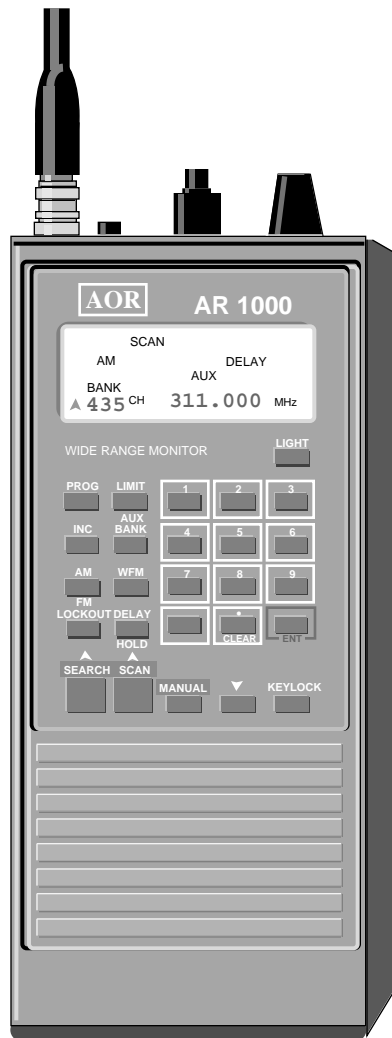 AOR AR 1000
SCAN
AM DELAY
AUX
BANK
435 CH 311.000 MHz
WIDE RANGE MONITOR LIGHT
PROG LIMIT 1 2 3
AUX
INC BANK 4 5 6
AM WFM 7 8 9
FM
LOCKOUT DELAY .
HOLD CLEAR ENT
SEARCH SCAN
MANUAL KEYLOCK